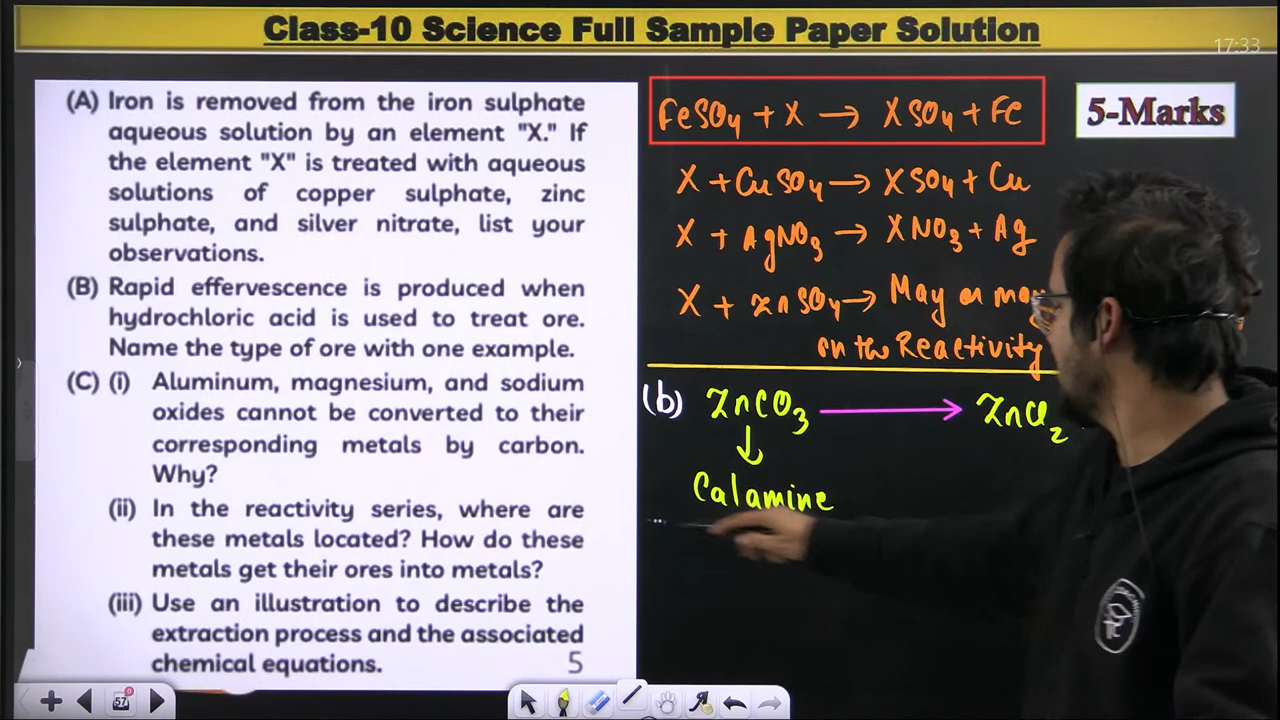 Class-10 Science Full Sample Paper Solution
17:33
(A) Iron is removed from the iron sulphate
aqueous solution by an element "X." If
the element "X" is treated with aqueous
solutions of copper sulphate, zinc
sulphate, and silver nitrate, list your
observations.
(B) Rapid effervescence is produced when
hydrochloric acid is used to treat ore.
Name the type of ore with one example.
(C) (i) Aluminum, magnesium, and sodium
oxides cannot be converted to their
corresponding metals by carbon.
Why?
(ii) In the reactivity series, where are
these metals located? How do these
metals get their ores into metals?
(iii) Use an illustration to describe the
extraction process and the associated
chemical equations. 5
FeSO4 + X → XSO4 + Fe
5-Marks
X + CuSO4 → XSO4 + Cu
X + AgNO3 → XNO3 + Ag
X + ZnSO4 → May or may
on the Reactivity
(b) ZnCO3 → ZnCl2
↓
Calamine
57
0